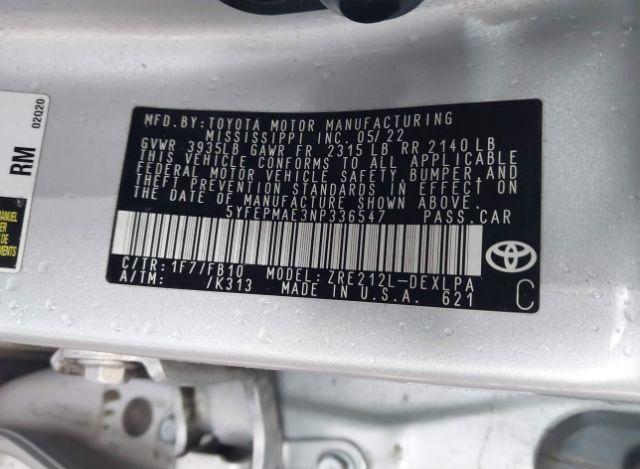 MFD.BY:TOYOTA MOTOR MANUFACTURING
MISSISSIPPI INC. 05/22
GVWR 3935LB GAWR FR 2315 LB RR 2140 LB
THIS VEHICLE CONFORMS TO ALL APPLICABLE
FEDERAL MOTOR VEHICLE SAFETY, BUMPER AND
THEFT PREVENTION STANDARDS IN EFFECT ON
THE DATE OF MANUFACTURE SHOWN ABOVE.
5YFEPMAE3NP336547 PASS.CAR
C/TR: 1F7/FB10 MODEL: ZRE212L-DEXLPA
A/TM: /K313 MADE IN U.S.A. 621
C
RM
02020
MANUEL